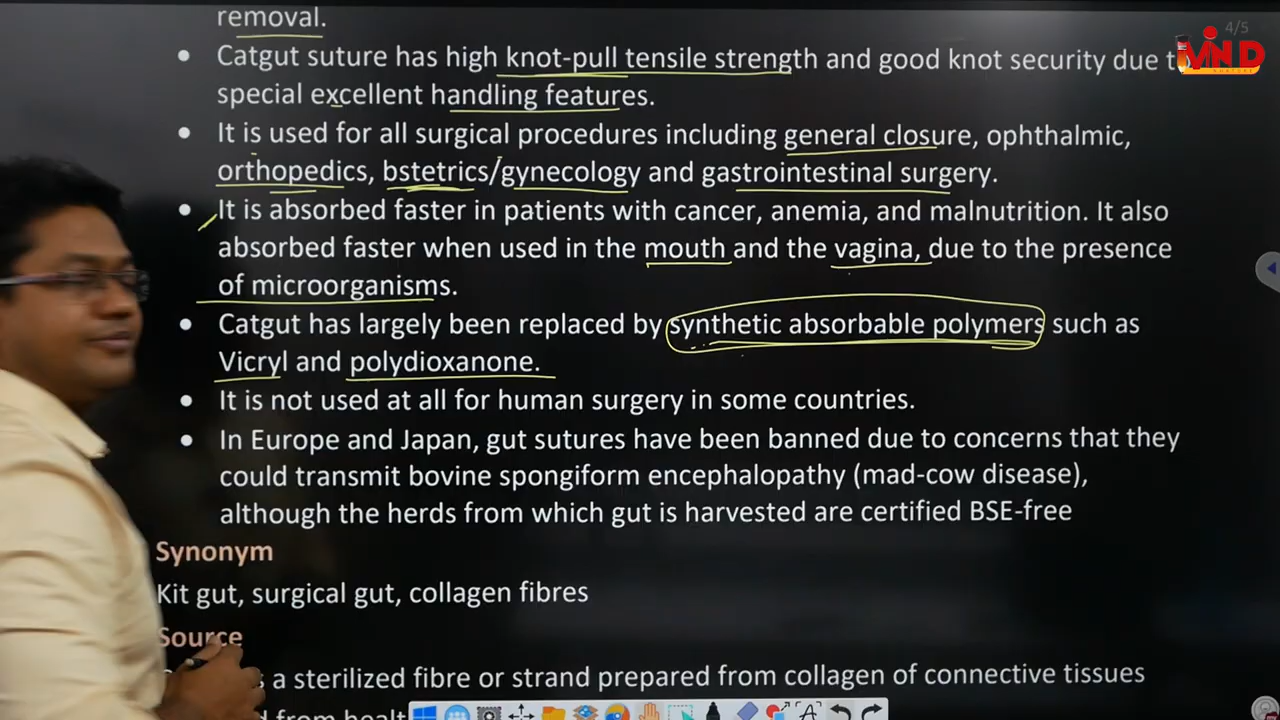 removal.
4/5
MIND
• Catgut suture has high knot-pull tensile strength and good knot security due
special excellent handling features.
• It is used for all surgical procedures including general closure, ophthalmic,
orthopedics, bstetrics/gynecology and gastrointestinal surgery.
• It is absorbed faster in patients with cancer, anemia, and malnutrition. It also
absorbed faster when used in the mouth and the vagina, due to the presence
of microorganisms.
• Catgut has largely been replaced by synthetic absorbable polymers such as
Vicryl and polydioxanone.
• It is not used at all for human surgery in some countries.
• In Europe and Japan, gut sutures have been banned due to concerns that they
could transmit bovine spongiform encephalopathy (mad-cow disease),
although the herds from which gut is harvested are certified BSE-free
Synonym
Kit gut, surgical gut, collagen fibres
Source
a sterilized fibre or strand prepared from collagen of connective tissues
from